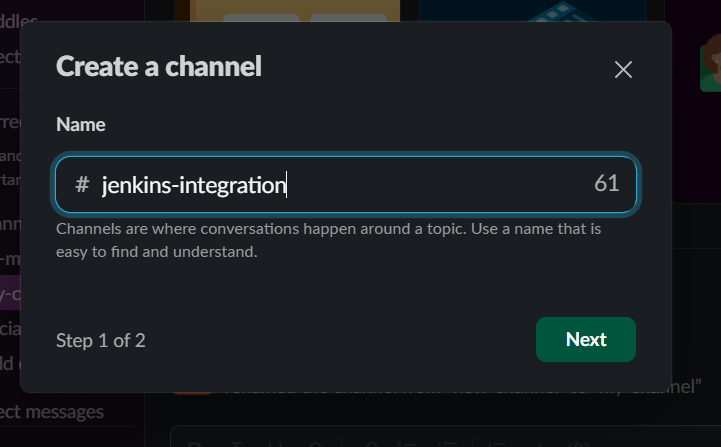 Create a channel
Name
# jenkins-integration 61
Channels are where conversations happen around a topic. Use a name that is
easy to find and understand.
Step 1 of 2 Next
ect messages